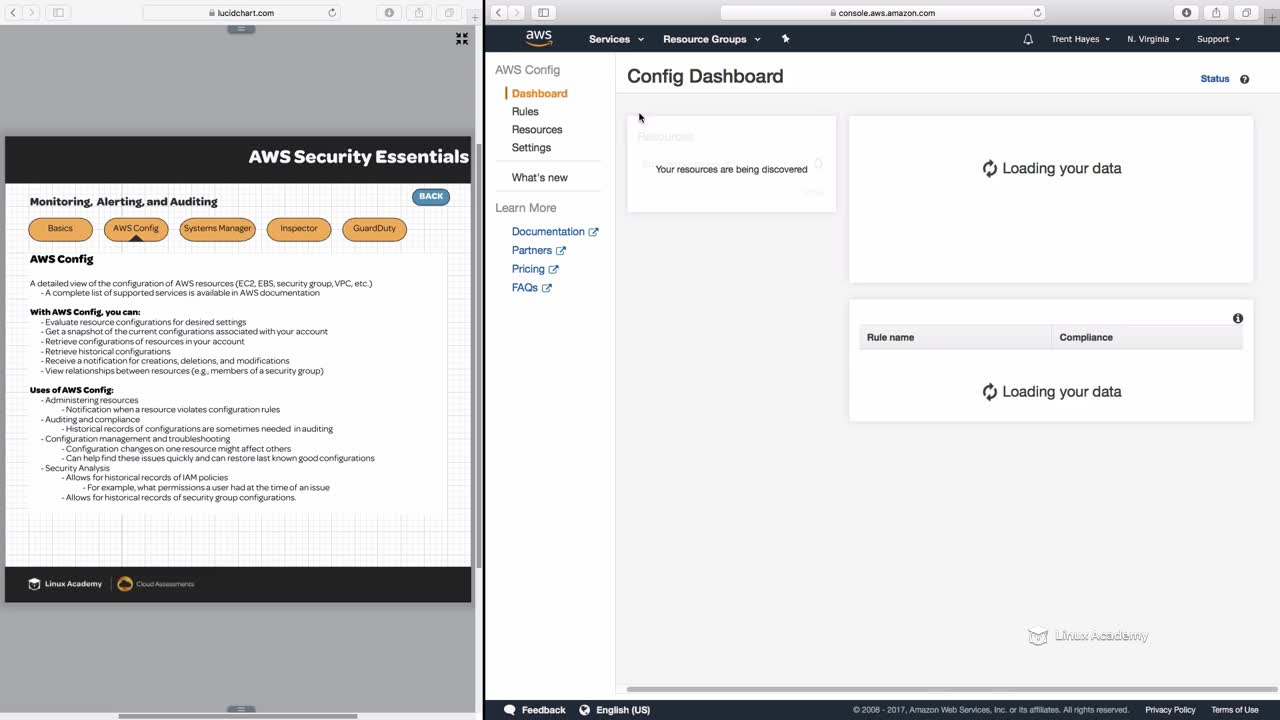 lucidchart.com
AWS Security Essentials
Monitoring, Alerting, and Auditing
BACK
Basics
AWS Config
Systems Manager
Inspector
GuardDuty
AWS Config
A detailed view of the configuration of AWS resources (EC2, EBS, security group, VPC, etc.)
- A complete list of supported services is available in AWS documentation
With AWS Config, you can:
- Evaluate resource configurations for desired settings
- Get a snapshot of the current configurations associated with your account
- Retrieve configurations of resources in your account
- Retrieve historical configurations
- Receive a notification for creations, deletions, and modifications
- View relationships between resources (e.g., members of a security group)
Uses of AWS Config:
- Administering resources
- Notification when a resource violates configuration rules
- Auditing and compliance
- Historical records of configurations are sometimes needed in auditing
- Configuration management and troubleshooting
- Configuration changes on one resource might affect others
- Can help find these issues quickly and can restore last known good configurations
- Security Analysis
- Allows for historical records of IAM policies
- For example, what permissions a user had at the time of an issue
- Allows for historical records of security group configurations.
Linux Academy
Cloud Assessments
console.aws.amazon.com
aws
Services
Resource Groups
Trent Hayes
N. Virginia
Support
AWS Config
Dashboard
Rules
Resources
Settings
What's new
Learn More
Documentation
Partners
Pricing
FAQs
Config Dashboard
Status
Resources
Your resources are being discovered
Loading your data
Rule name
Compliance
Loading your data
Linux Academy
Feedback
English (US)
© 2008 - 2017, Amazon Web Services, Inc. or its affiliates. All rights reserved.
Privacy Policy
Terms of Use